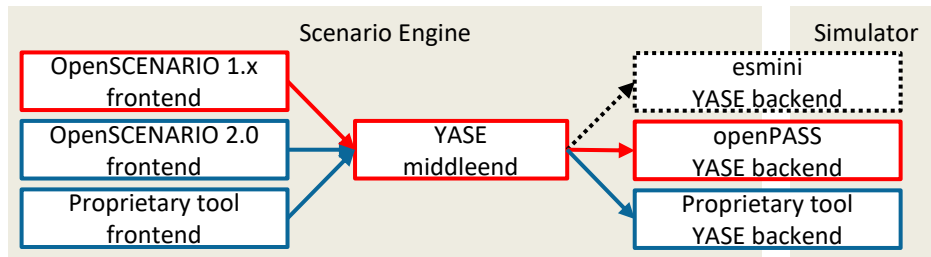 Scenario Engine
Simulator
OpenSCENARIO 1.x
frontend
OpenSCENARIO 2.0
frontend
Proprietary tool
frontend
YASE
middleend
esmini
YASE backend
openPASS
YASE backend
Proprietary tool
YASE backend